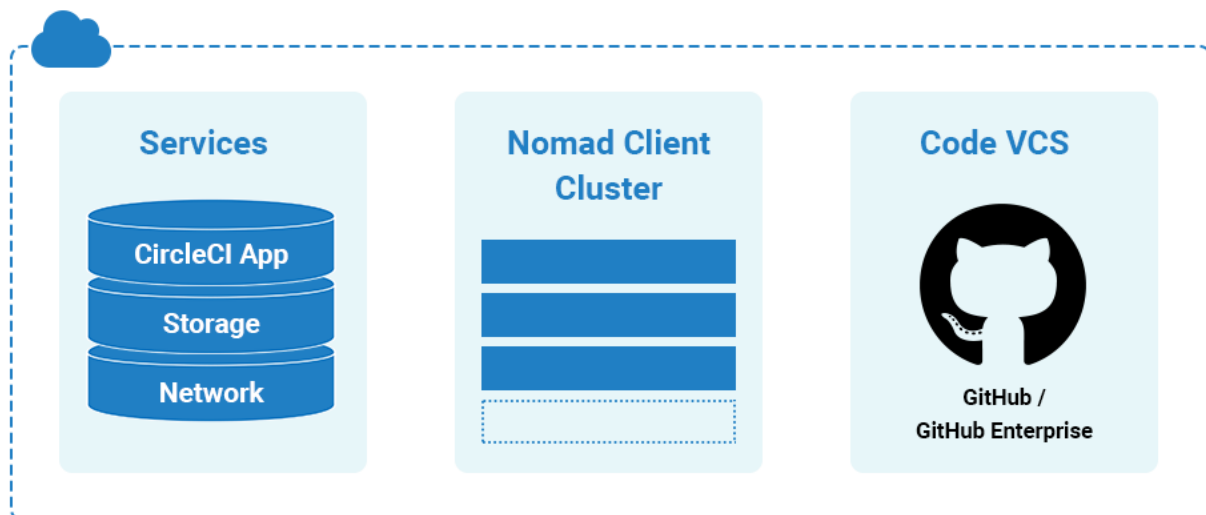 Services
CircleCI App
Storage
Network
Nomad Client
Cluster
Code VCS
GitHub /
GitHub Enterprise